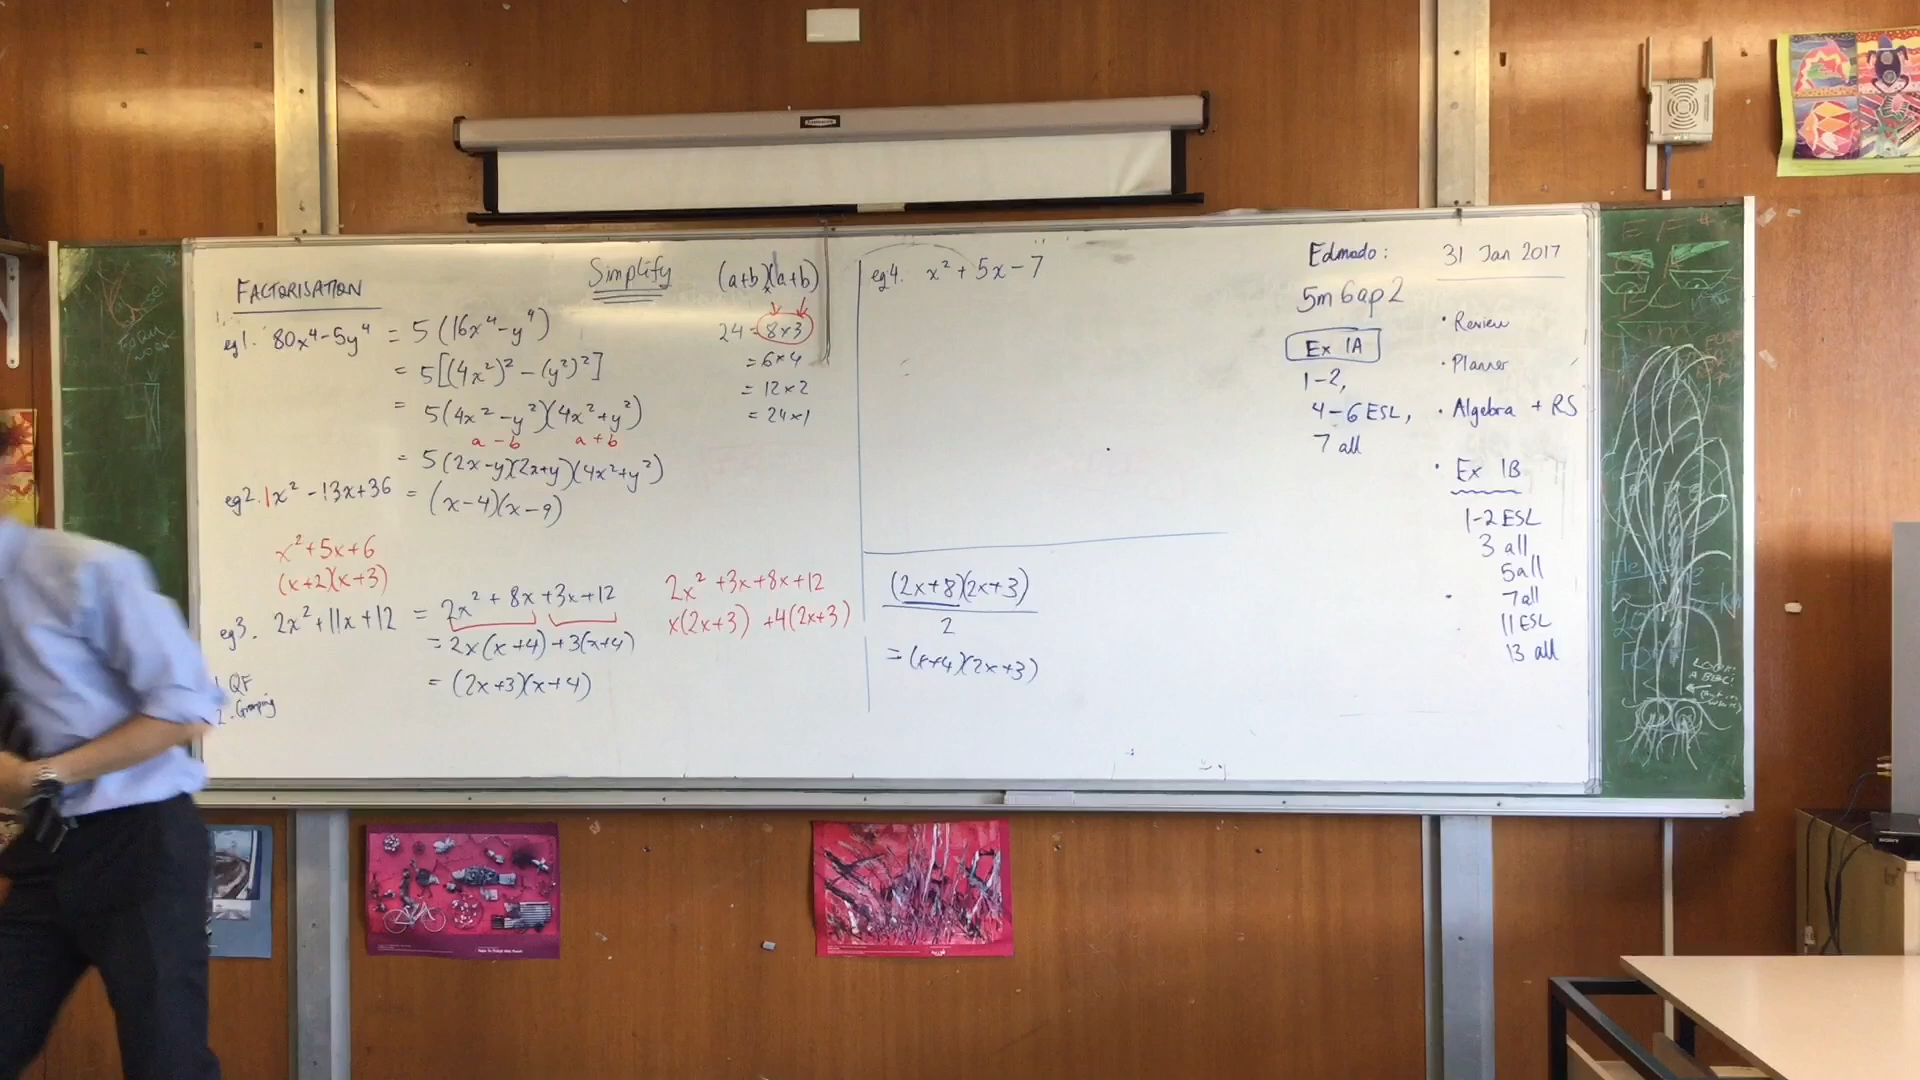 FACTORISATION
Simplify
(a+b)(a+b)
24 = 8×3
= 6×4
= 12×2
= 24×1
eg1. 80x⁴-5y⁴ = 5(16x⁴-y⁴)
= 5[(4x²)² - (y²)²]
= 5(4x²-y²)(4x²+y²)
a-b a+b
= 5(2x-y)(2x+y)(4x²+y²)
eg2. 1x²-13x+36 = (x-4)(x-9)
x²+5x+6
(x+2)(x+3)
eg3. 2x²+11x+12 = 2x²+8x+3x+12
= 2x(x+4)+3(x+4)
= (2x+3)(x+4)
1. QF
2. Grouping
2x²+3x+8x+12
x(2x+3) +4(2x+3)
eg4. x²+5x-7
(2x+8)(2x+3)
2
= (x+4)(2x+3)
Edmodo:
5m6ap2
Ex 1A
1-2,
4-6 ESL,
7 all
31 Jan 2017
· Review
· Planner
· Algebra + RS
· Ex 1B
1-2 ESL
3 all
5 all
7 all
11 ESL
13 all
LOOK!